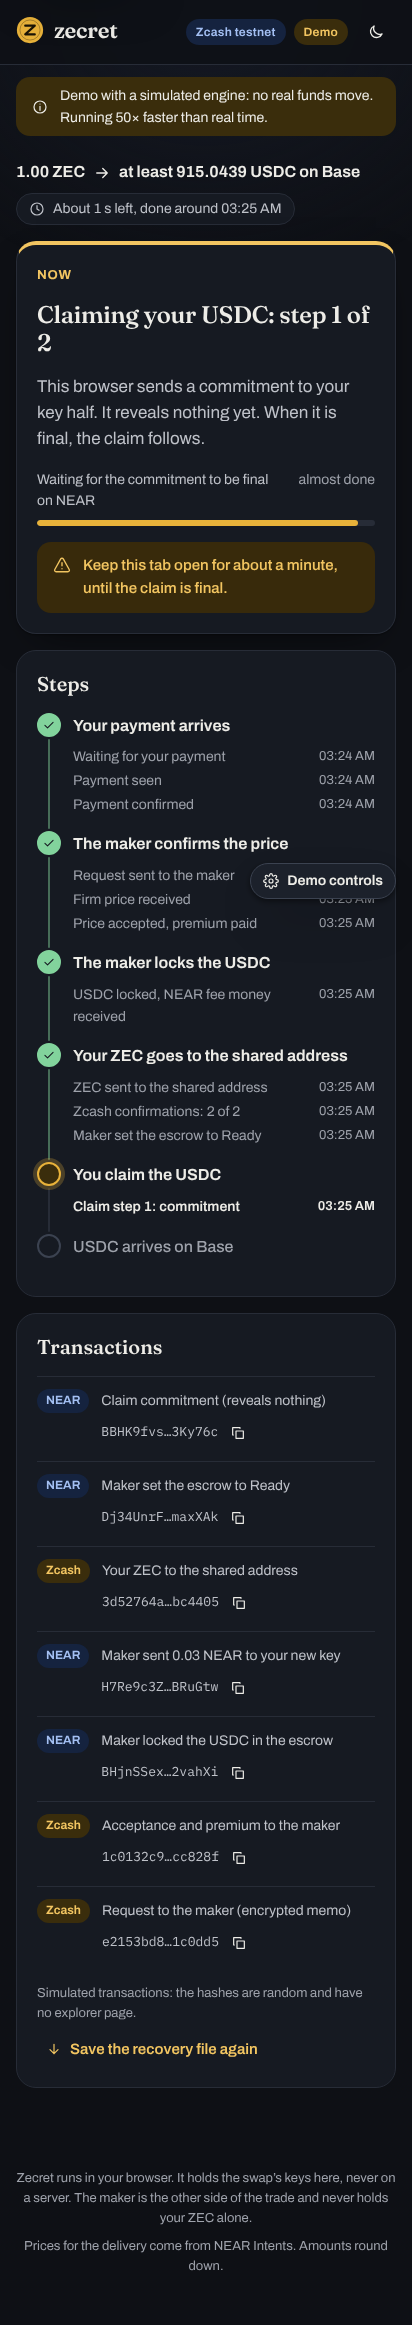 zecret
Zcash testnet
Demo
Demo with a simulated engine: no real funds move.
Running 50× faster than real time.
1.00 ZEC → at least 915.0439 USDC on Base
About 1 s left, done around 03:25 AM
NOW
Claiming your USDC: step 1 of
2
This browser sends a commitment to your
key half. It reveals nothing yet. When it is
final, the claim follows.
Waiting for the commitment to be final
on NEAR
almost done
Keep this tab open for about a minute,
until the claim is final.
Steps
Your payment arrives
Waiting for your payment 03:24 AM
Payment seen 03:24 AM
Payment confirmed 03:24 AM
The maker confirms the price
Request sent to the maker
Demo controls
Firm price received 03:25 AM
Price accepted, premium paid 03:25 AM
The maker locks the USDC
USDC locked, NEAR fee money 03:25 AM
received
Your ZEC goes to the shared address
ZEC sent to the shared address 03:25 AM
Zcash confirmations: 2 of 2 03:25 AM
Maker set the escrow to Ready 03:25 AM
You claim the USDC
Claim step 1: commitment 03:25 AM
USDC arrives on Base
Transactions
NEAR Claim commitment (reveals nothing)
BBHK9fvs…3Ky76c
NEAR Maker set the escrow to Ready
Dj34UnrF…maxXAk
Zcash Your ZEC to the shared address
3d52764a…bc4405
NEAR Maker sent 0.03 NEAR to your new key
H7Re9c3Z…BRuGtw
NEAR Maker locked the USDC in the escrow
BHjnSSex…2vahXi
Zcash Acceptance and premium to the maker
1c0132c9…cc828f
Zcash Request to the maker (encrypted memo)
e2153bd8…1c0dd5
Simulated transactions: the hashes are random and have
no explorer page.
Save the recovery file again
Zecret runs in your browser. It holds the swap's keys here, never on
a server. The maker is the other side of the trade and never holds
your ZEC alone.
Prices for the delivery come from NEAR Intents. Amounts round
down.